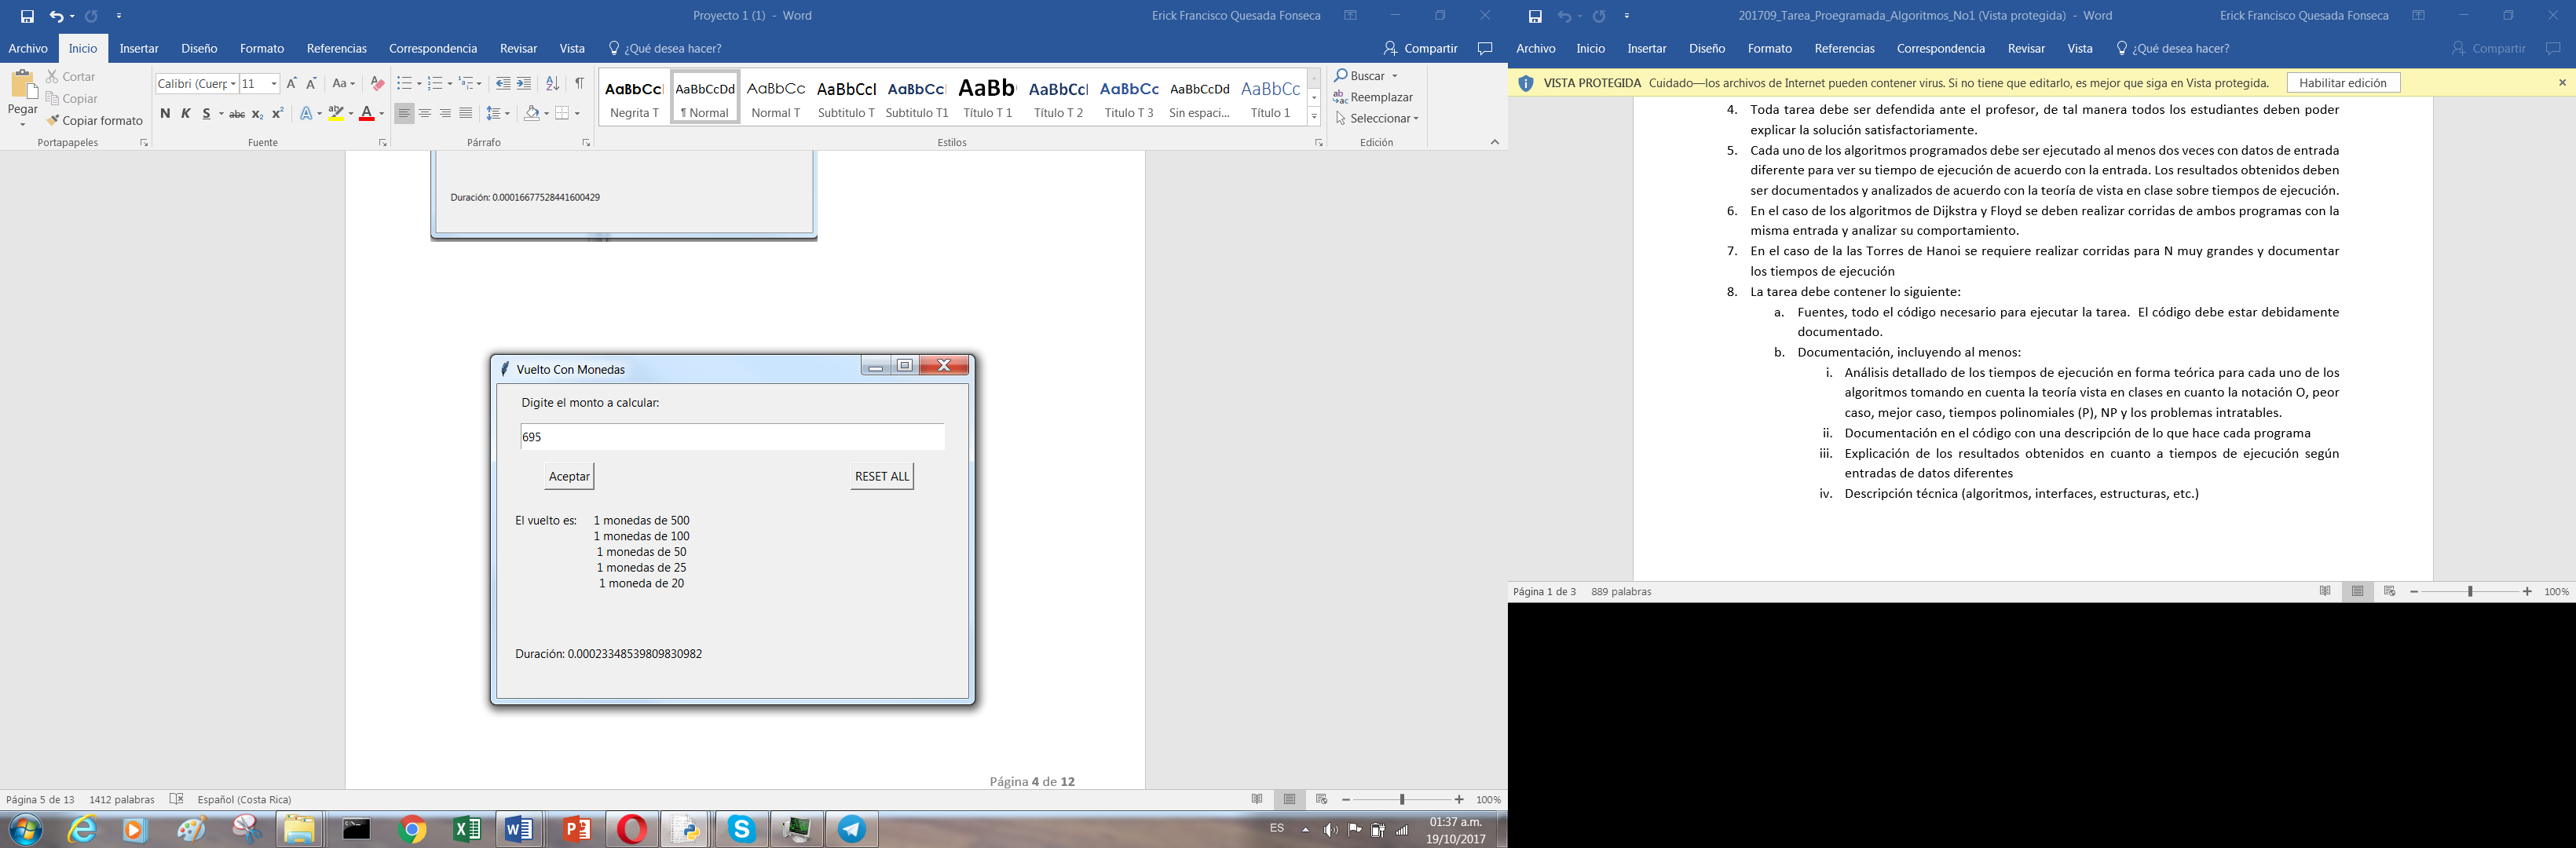 Proyecto 1 (1) - Word
Erick Francisco Quesada Fonseca
Archivo Inicio Insertar Diseño Formato Referencias Correspondencia Revisar Vista ¿Qué desea hacer? Compartir
Pegar
Cortar
Copiar
Copiar formato
Portapapeles
Calibri (Cuerp 11
N K S abc x₂ x²
Fuente
Párrafo
AaBbCc AaBbCcDd AaBbCc AaBbCcl AaBbCc AaBb AaBbCcl AaBbCc AaBbCcDd AaBbCc
Negrita T ¶ Normal Normal T Subtitulo T Subtitulo T1 Título T 1 Título T 2 Titulo T 3 Sin espaci... Título 1
Estilos
Buscar
Reemplazar
Seleccionar
Edición
Duración: 0.00016677528441600429
Vuelto Con Monedas
Digite el monto a calcular:
695
Aceptar RESET ALL
El vuelto es: 1 monedas de 500
1 monedas de 100
1 monedas de 50
1 monedas de 25
1 moneda de 20
Duración: 0.00023348539809830982
Página 4 de 12
Página 5 de 13 1412 palabras Español (Costa Rica) 100%
ES 01:37 a.m.
19/10/2017
201709_Tarea_Proegramada_Algoritmos_No1 (Vista protegida) - Word
Erick Francisco Quesada Fonseca
Archivo Inicio Insertar Diseño Formato Referencias Correspondencia Revisar Vista ¿Qué desea hacer? Compartir
VISTA PROTEGIDA Cuidado—los archivos de Internet pueden contener virus. Si no tiene que editarlo, es mejor que siga en Vista protegida. Habilitar edición
4. Toda tarea debe ser defendida ante el profesor, de tal manera todos los estudiantes deben poder
explicar la solución satisfactoriamente.
5. Cada uno de los algoritmos programados debe ser ejecutado al menos dos veces con datos de entrada
diferente para ver su tiempo de ejecución de acuerdo con la entrada. Los resultados obtenidos deben
ser documentados y analizados de acuerdo con la teoría de vista en clase sobre tiempos de ejecución.
6. En el caso de los algoritmos de Dijkstra y Floyd se deben realizar corridas de ambos programas con la
misma entrada y analizar su comportamiento.
7. En el caso de la las Torres de Hanoi se requiere realizar corridas para N muy grandes y documentar
los tiempos de ejecución
8. La tarea debe contener lo siguiente:
a. Fuentes, todo el código necesario para ejecutar la tarea. El código debe estar debidamente
documentado.
b. Documentación, incluyendo al menos:
i. Análisis detallado de los tiempos de ejecución en forma teórica para cada uno de los
algoritmos tomando en cuenta la teoría vista en clases en cuanto la notación O, peor
caso, mejor caso, tiempos polinomiales (P), NP y los problemas intratables.
ii. Documentación en el código con una descripción de lo que hace cada programa
iii. Explicación de los resultados obtenidos en cuanto a tiempos de ejecución según
entradas de datos diferentes
iv. Descripción técnica (algoritmos, interfaces, estructuras, etc.)
Página 1 de 3 889 palabras 100%